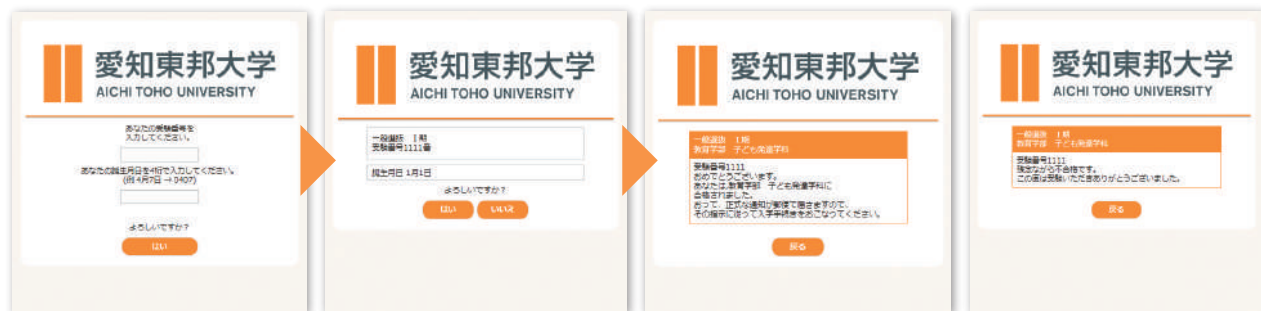 愛知東邦大学
AICHI TOHO UNIVERSITY
あなたの受験番号を
入力してください。
あなたの誕生月日を4桁で入力してください。
(例 4月7日 → 0407)
よろしいですか？
はい
愛知東邦大学
AICHI TOHO UNIVERSITY
一般選抜　Ⅰ期
受験番号1111番
誕生月日 1月1日
よろしいですか？
はい
いいえ
愛知東邦大学
AICHI TOHO UNIVERSITY
一般選抜　Ⅰ期
教育学部　子ども発達学科
受験番号1111
おめでとうございます。
あなたは教育学部　子ども発達学科に
合格されました。
おって、正式な通知が郵便で届きますので、
その指示に従って入学手続きをおこなってください。
戻る
愛知東邦大学
AICHI TOHO UNIVERSITY
一般選抜　Ⅰ期
教育学部　子ども発達学科
受験番号1111
残念ながら不合格です。
この度は受験いただきありがとうございました。
戻る